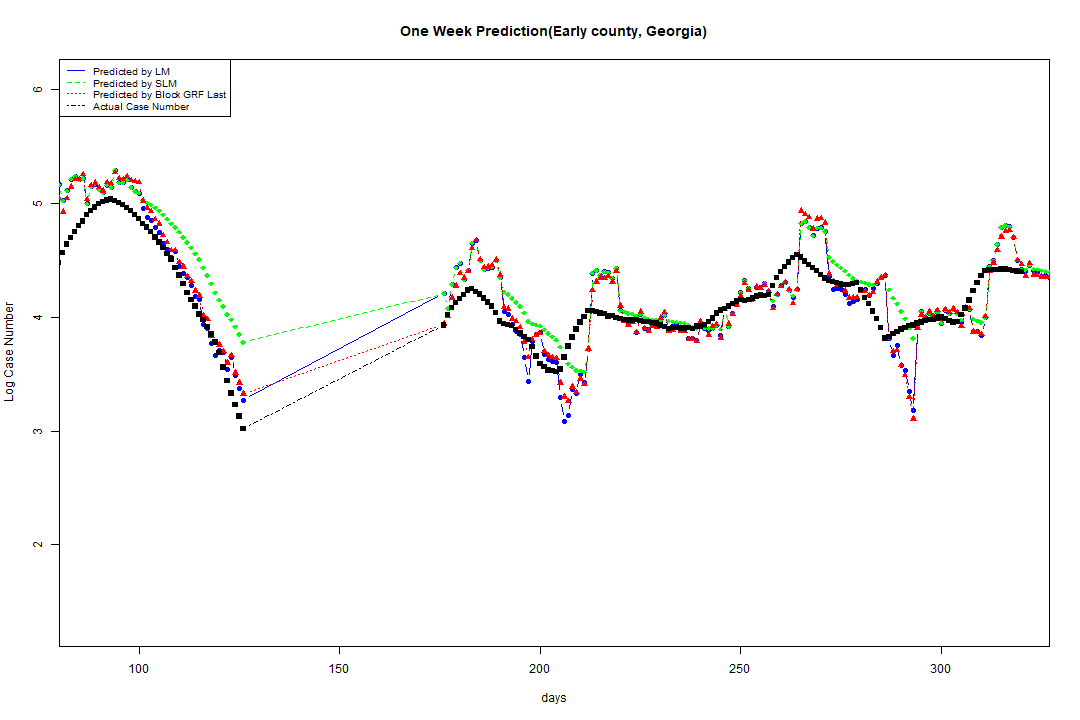 One Week Prediction(Early county, Georgia)
Predicted by LM
Predicted by SLM
Predicted by Block GRF Last
Actual Case Number
6
5
4
3
2
Log Case Number
100 150 200 250 300
days